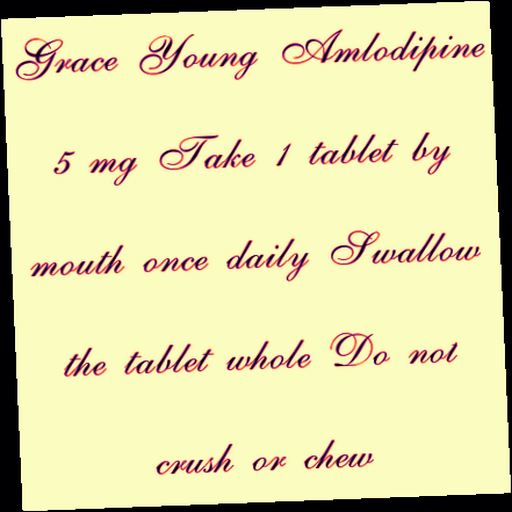 Grace Young Amlodipine
5 mg Take 1 tablet by
mouth once daily Swallow
the tablet whole Do not
crush or chew